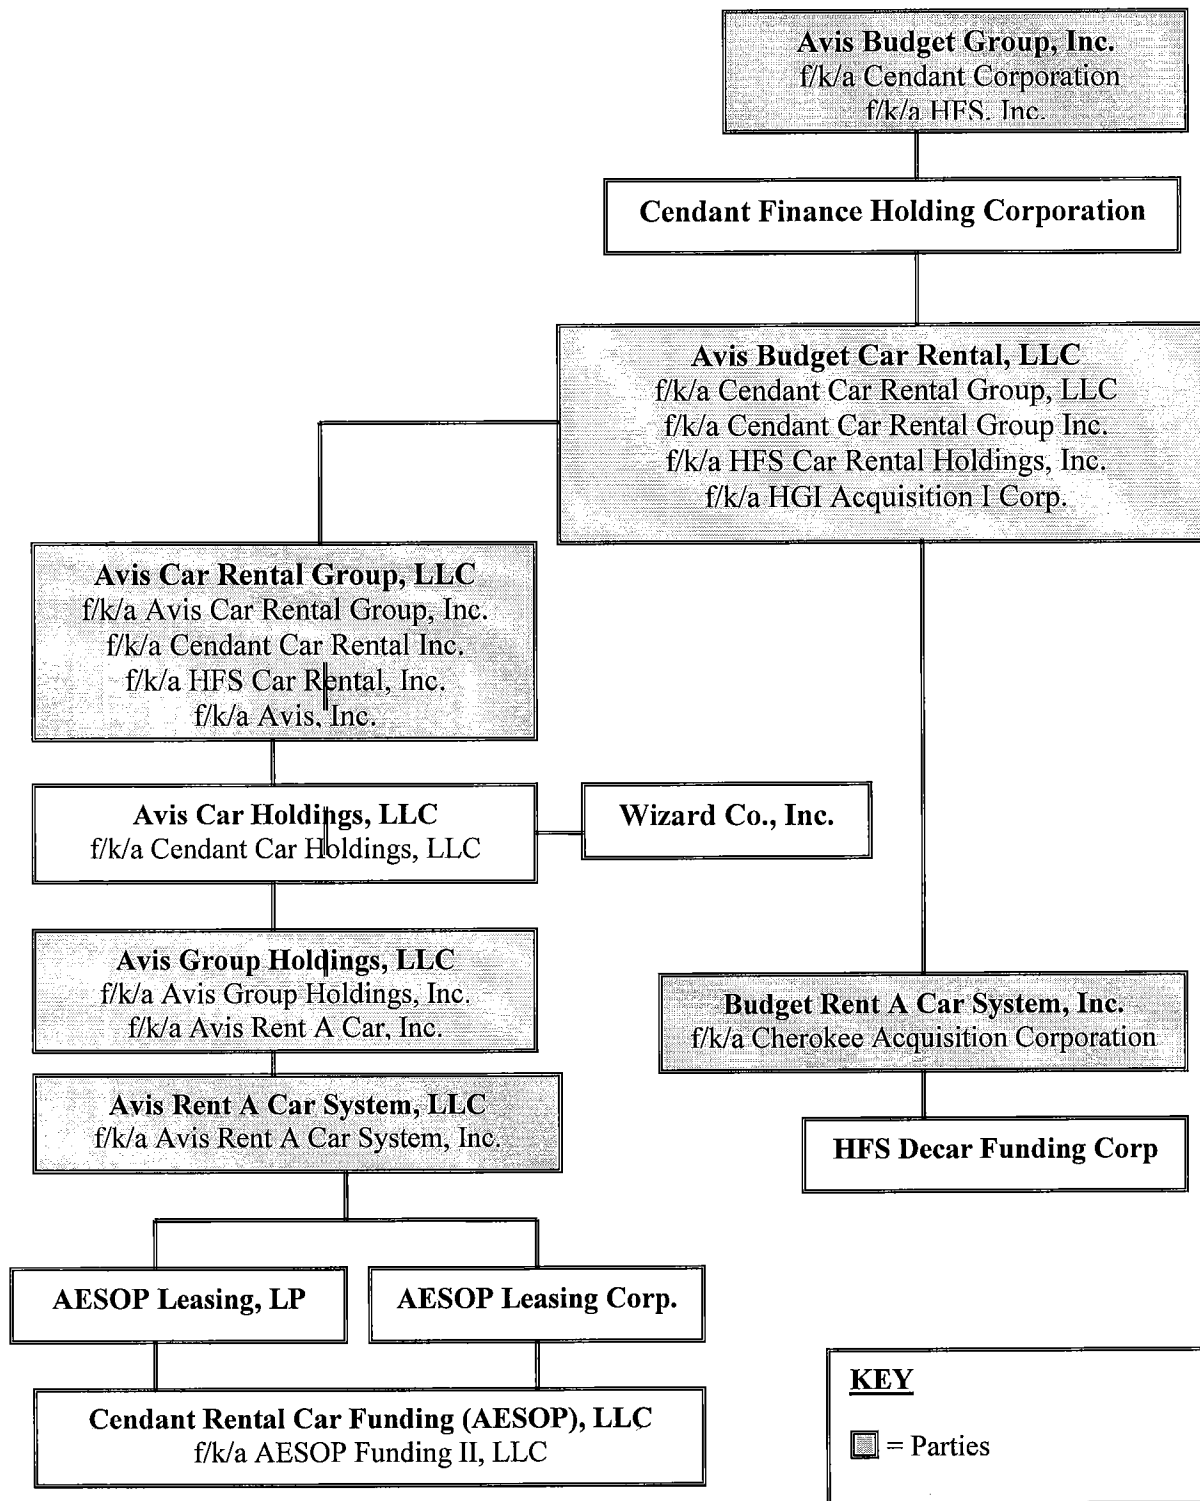 Avis Budget Group, Inc.
f/k/a Cendant Corporation
f/k/a HFS, Inc.
Cendant Finance Holding Corporation
Avis Budget Car Rental, LLC
f/k/a Cendant Car Rental Group, LLC
f/k/a Cendant Car Rental Group Inc.
f/k/a HFS Car Rental Holdings, Inc.
f/k/a HGI Acquisition I Corp.
Avis Car Rental Group, LLC
f/k/a Avis Car Rental Group, Inc.
f/k/a Cendant Car Rental Inc.
f/k/a HFS Car Rental, Inc.
f/k/a Avis, Inc.
Avis Car Holdings, LLC
f/k/a Cendant Car Holdings, LLC
Wizard Co., Inc.
Avis Group Holdings, LLC
f/k/a Avis Group Holdings, Inc.
f/k/a Avis Rent A Car, Inc.
Budget Rent A Car System, Inc.
f/k/a Cherokee Acquisition Corporation
Avis Rent A Car System, LLC
f/k/a Avis Rent A Car System, Inc.
HFS Decar Funding Corp
AESOP Leasing, LP
AESOP Leasing Corp.
Cendant Rental Car Funding (AESOP), LLC
f/k/a AESOP Funding II, LLC
KEY
= Parties